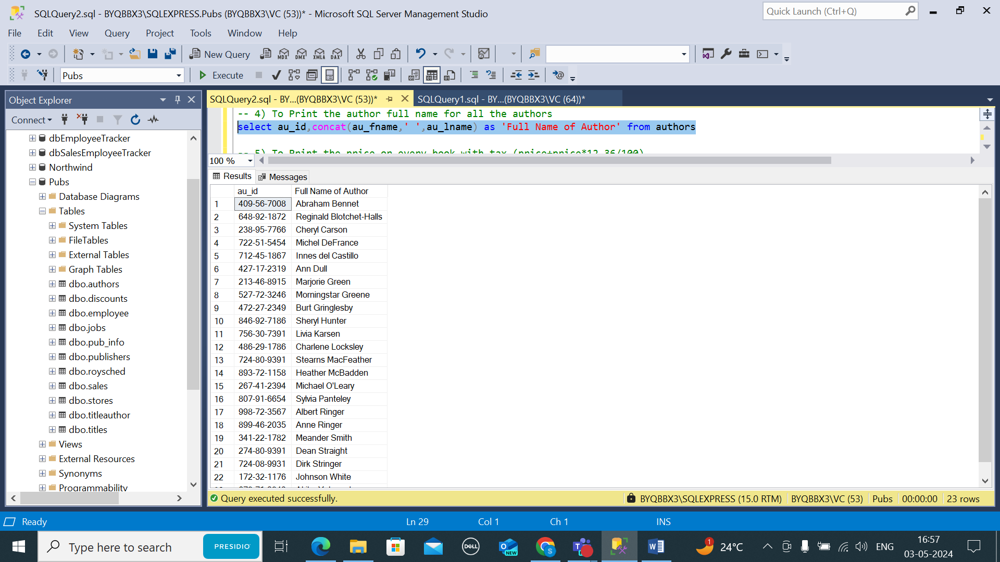 SQLQuery2.sql - BYQBBX3\SQLEXPRESS.Pubs (BYQBBX3\VC (53))* - Microsoft SQL Server Management Studio
Quick Launch (Ctrl+Q)
File Edit View Query Project Tools Window Help
New Query MDX DMX XMLA DAX
Pubs Execute
Object Explorer
Connect
dbEmployeeTracker
dbSalesEmployeeTracker
Northwind
Pubs
Database Diagrams
Tables
System Tables
FileTables
External Tables
Graph Tables
dbo.authors
dbo.discounts
dbo.employee
dbo.jobs
dbo.pub_info
dbo.publishers
dbo.roysched
dbo.sales
dbo.stores
dbo.titleauthor
dbo.titles
Views
External Resources
Synonyms
Programmability
SQLQuery2.sql - BY...(BYQBBX3\VC (53))* SQLQuery1.sql - BY...(BYQBBX3\VC (64))*
-- 4) To Print the author full name for all the authors
select au_id,concat(au_fname,' ',au_lname) as 'Full Name of Author' from authors
-- 5) To Print the price or every book with tax (price+price*12.36/100)
100 %
Results Messages
au_id Full Name of Author
1 409-56-7008 Abraham Bennet
2 648-92-1872 Reginald Blotchet-Halls
3 238-95-7766 Cheryl Carson
4 722-51-5454 Michel DeFrance
5 712-45-1867 Innes del Castillo
6 427-17-2319 Ann Dull
7 213-46-8915 Marjorie Green
8 527-72-3246 Morningstar Greene
9 472-27-2349 Burt Gringlesby
10 846-92-7186 Sheryl Hunter
11 756-30-7391 Livia Karsen
12 486-29-1786 Charlene Locksley
13 724-80-9391 Stearns MacFeather
14 893-72-1158 Heather McBadden
15 267-41-2394 Michael O'Leary
16 807-91-6654 Sylvia Panteley
17 998-72-3567 Albert Ringer
18 899-46-2035 Anne Ringer
19 341-22-1782 Meander Smith
20 274-80-9391 Dean Straight
21 724-08-9931 Dirk Stringer
22 172-32-1176 Johnson White
Query executed successfully. BYQBBX3\SQLEXPRESS (15.0 RTM) BYQBBX3\VC (53) Pubs 00:00:00 23 rows
Ready Ln 29 Col 1 Ch 1 INS
Type here to search PRESIDIO DELL NEW S 1 24°C ENG 16:57
03-05-2024